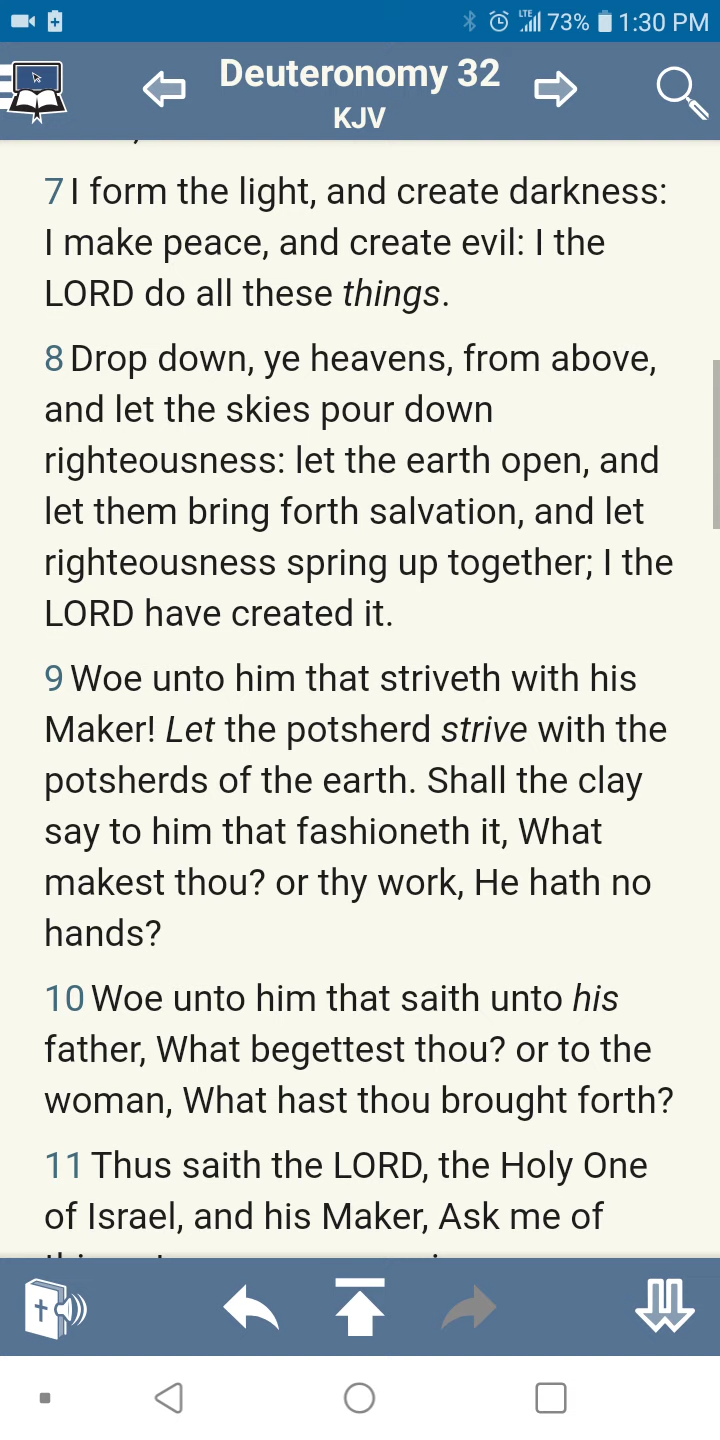 LTE 73% 1:30 PM
Deuteronomy 32
KJV
7 I form the light, and create darkness:
I make peace, and create evil: I the
LORD do all these things.
8 Drop down, ye heavens, from above,
and let the skies pour down
righteousness: let the earth open, and
let them bring forth salvation, and let
righteousness spring up together; I the
LORD have created it.
9 Woe unto him that striveth with his
Maker! Let the potsherd strive with the
potsherds of the earth. Shall the clay
say to him that fashioneth it, What
makest thou? or thy work, He hath no
hands?
10 Woe unto him that saith unto his
father, What begettest thou? or to the
woman, What hast thou brought forth?
11 Thus saith the LORD, the Holy One
of Israel, and his Maker, Ask me of